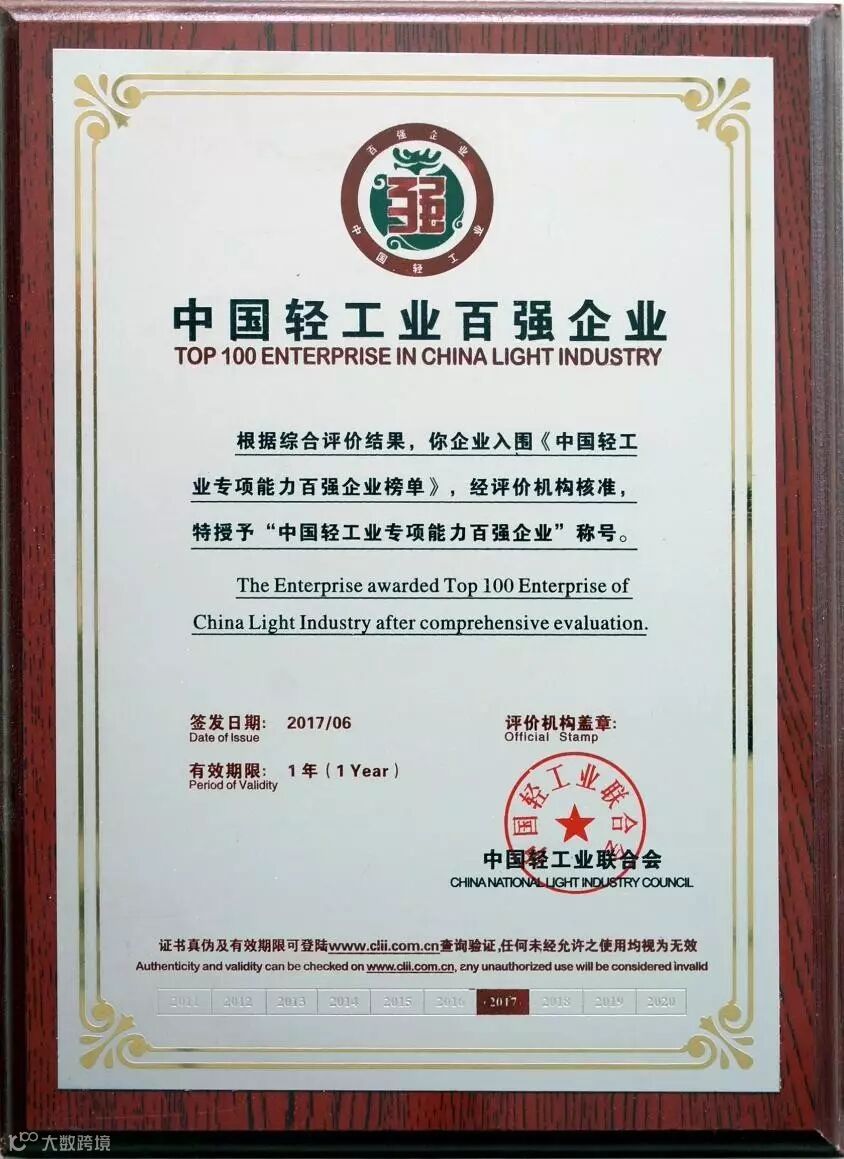 百强企业
强
中国轻工业
中国轻工业百强企业
TOP 100 ENTERPRISE IN CHINA LIGHT INDUSTRY
根据综合评价结果，你企业入围《中国轻工
业专项能力百强企业榜单》，经评价机构核准，
特授予“中国轻工业专项能力百强企业”称号。
The Enterprise awarded Top 100 Enterprise of
China Light Industry after comprehensive evaluation.
签发日期: 2017/06
Date of Issue
有效期限: 1年（1 Year）
Period of Validity
评价机构盖章:
Official Stamp
中国轻工业联合会
中国轻工业联合会
CHINA NATIONAL LIGHT INDUSTRY COUNCIL
证书真伪及有效期限可登陆www.clii.com.cn查询验证,任何未经允许之使用均视为无效
Authenticity and validity can be checked on www.clii.com.cn, any unauthorized use will be considered invalid
2011 2012 2013 2014 2015 2016 ·2017· 2018 2019 2020
大数跨境